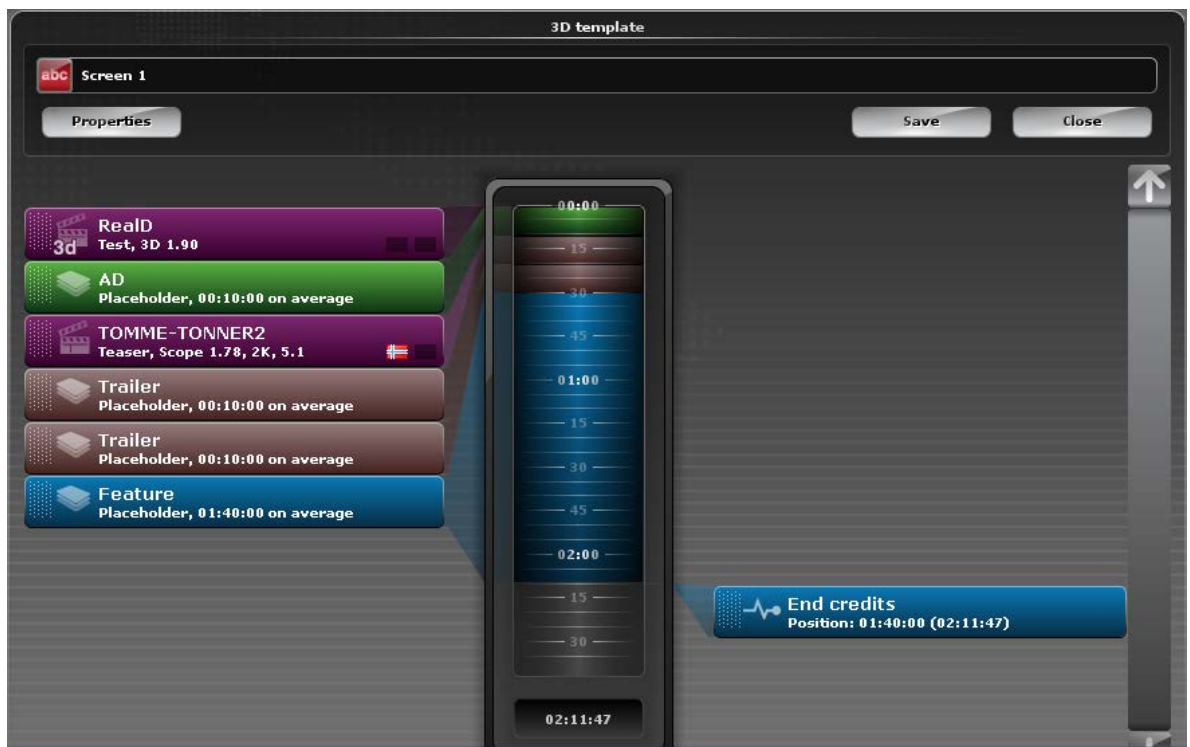 3D template
abc Screen 1
Properties
Save
Close
RealD
3d Test, 3D 1.90
AD
Placeholder, 00:10:00 on average
TOMME-TONNER2
Teaser, Scope 1.78, 2K, 5.1
Trailer
Placeholder, 00:10:00 on average
Trailer
Placeholder, 00:10:00 on average
Feature
Placeholder, 01:40:00 on average
00:00
15
30
45
01:00
15
30
45
02:00
15
30
02:11:47
End credits
Position: 01:40:00 (02:11:47)